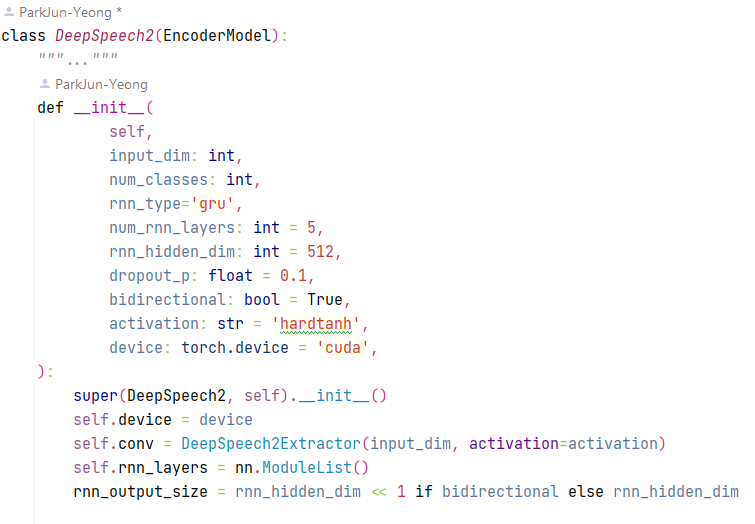 ParkJun-Yeong *
class DeepSpeech2(EncoderModel):
    """..."""
    ParkJun-Yeong
    def __init__(
            self,
            input_dim: int,
            num_classes: int,
            rnn_type='gru',
            num_rnn_layers: int = 5,
            rnn_hidden_dim: int = 512,
            dropout_p: float = 0.1,
            bidirectional: bool = True,
            activation: str = 'hardtanh',
            device: torch.device = 'cuda',
    ):
        super(DeepSpeech2, self).__init__()
        self.device = device
        self.conv = DeepSpeech2Extractor(input_dim, activation=activation)
        self.rnn_layers = nn.ModuleList()
        rnn_output_size = rnn_hidden_dim << 1 if bidirectional else rnn_hidden_dim